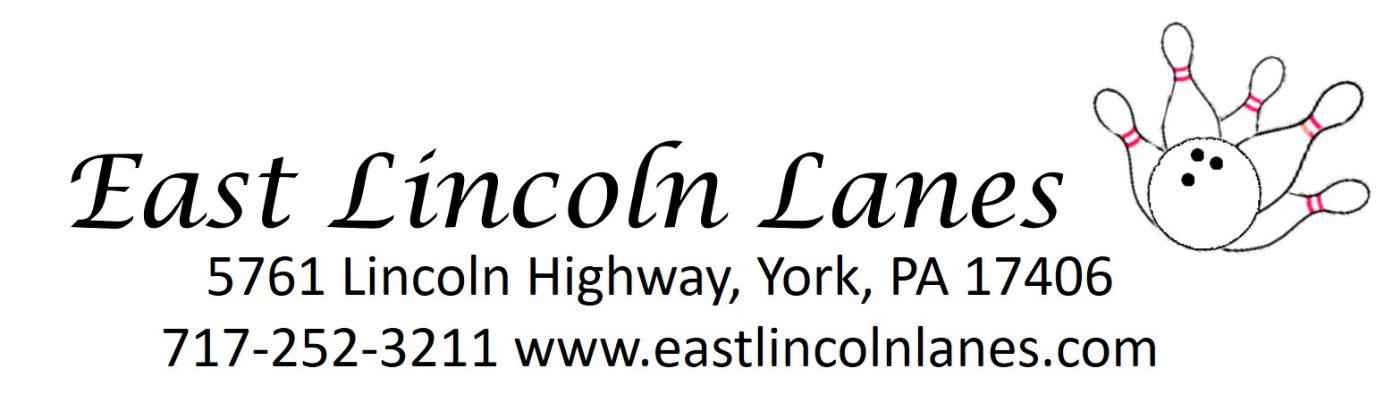 East Lincoln Lanes
5761 Lincoln Highway, York, PA 17406
717-252-3211 www.eastlincolnlanes.com